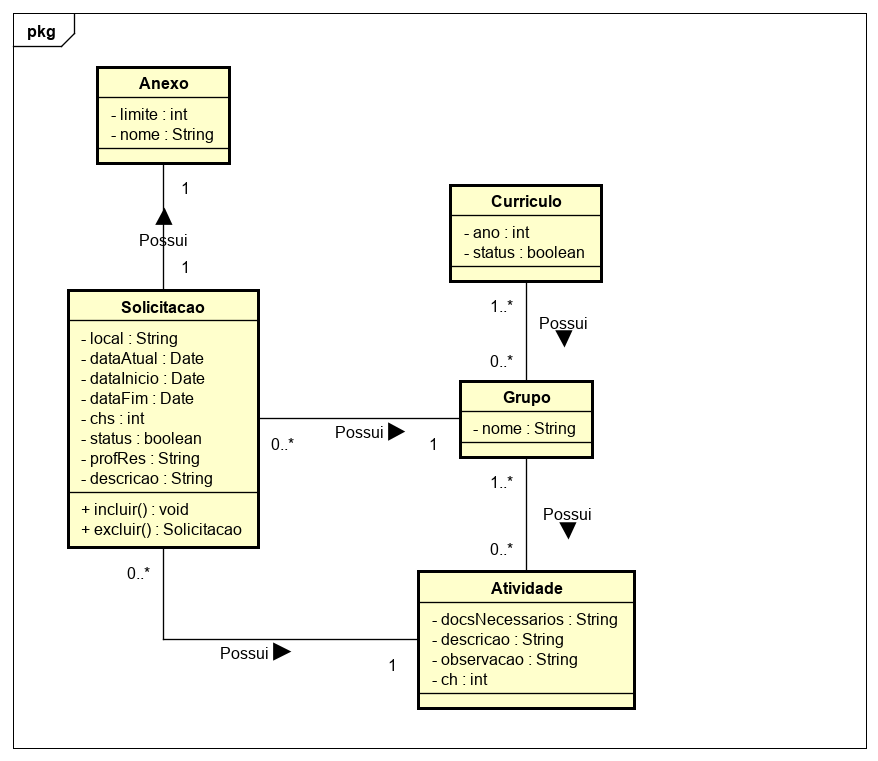 pkg
Anexo
- limite : int
- nome : String
1
Possui
1
Curriculo
- ano : int
- status : boolean
1..*
Possui
0..*
Solicitacao
- local : String
- dataAtual : Date
- dataInicio : Date
- dataFim : Date
- chs : int
- status : boolean
- profRes : String
- descricao : String
+ incluir() : void
+ excluir() : Solicitacao
0..*
Possui
1
Grupo
- nome : String
1..*
Possui
0..*
0..*
Possui
1
Atividade
- docsNecessarios : String
- descricao : String
- observacao : String
- ch : int